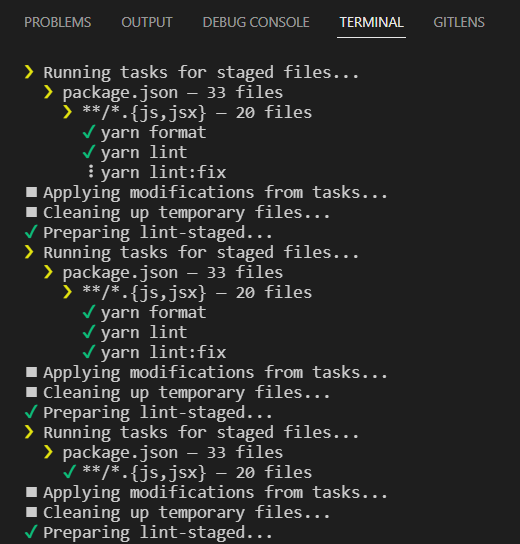 PROBLEMS OUTPUT DEBUG CONSOLE TERMINAL GITLENS
❯ Running tasks for staged files...
❯ package.json — 33 files
❯ **/*.{js,jsx} — 20 files
✓ yarn format
✓ yarn lint
⠸ yarn lint:fix
◼ Applying modifications from tasks...
◼ Cleaning up temporary files...
✓ Preparing lint-staged...
❯ Running tasks for staged files...
❯ package.json — 33 files
❯ **/*.{js,jsx} — 20 files
✓ yarn format
✓ yarn lint
✓ yarn lint:fix
◼ Applying modifications from tasks...
◼ Cleaning up temporary files...
✓ Preparing lint-staged...
❯ Running tasks for staged files...
❯ package.json — 33 files
✓ **/*.{js,jsx} — 20 files
◼ Applying modifications from tasks...
◼ Cleaning up temporary files...
✓ Preparing lint-staged...